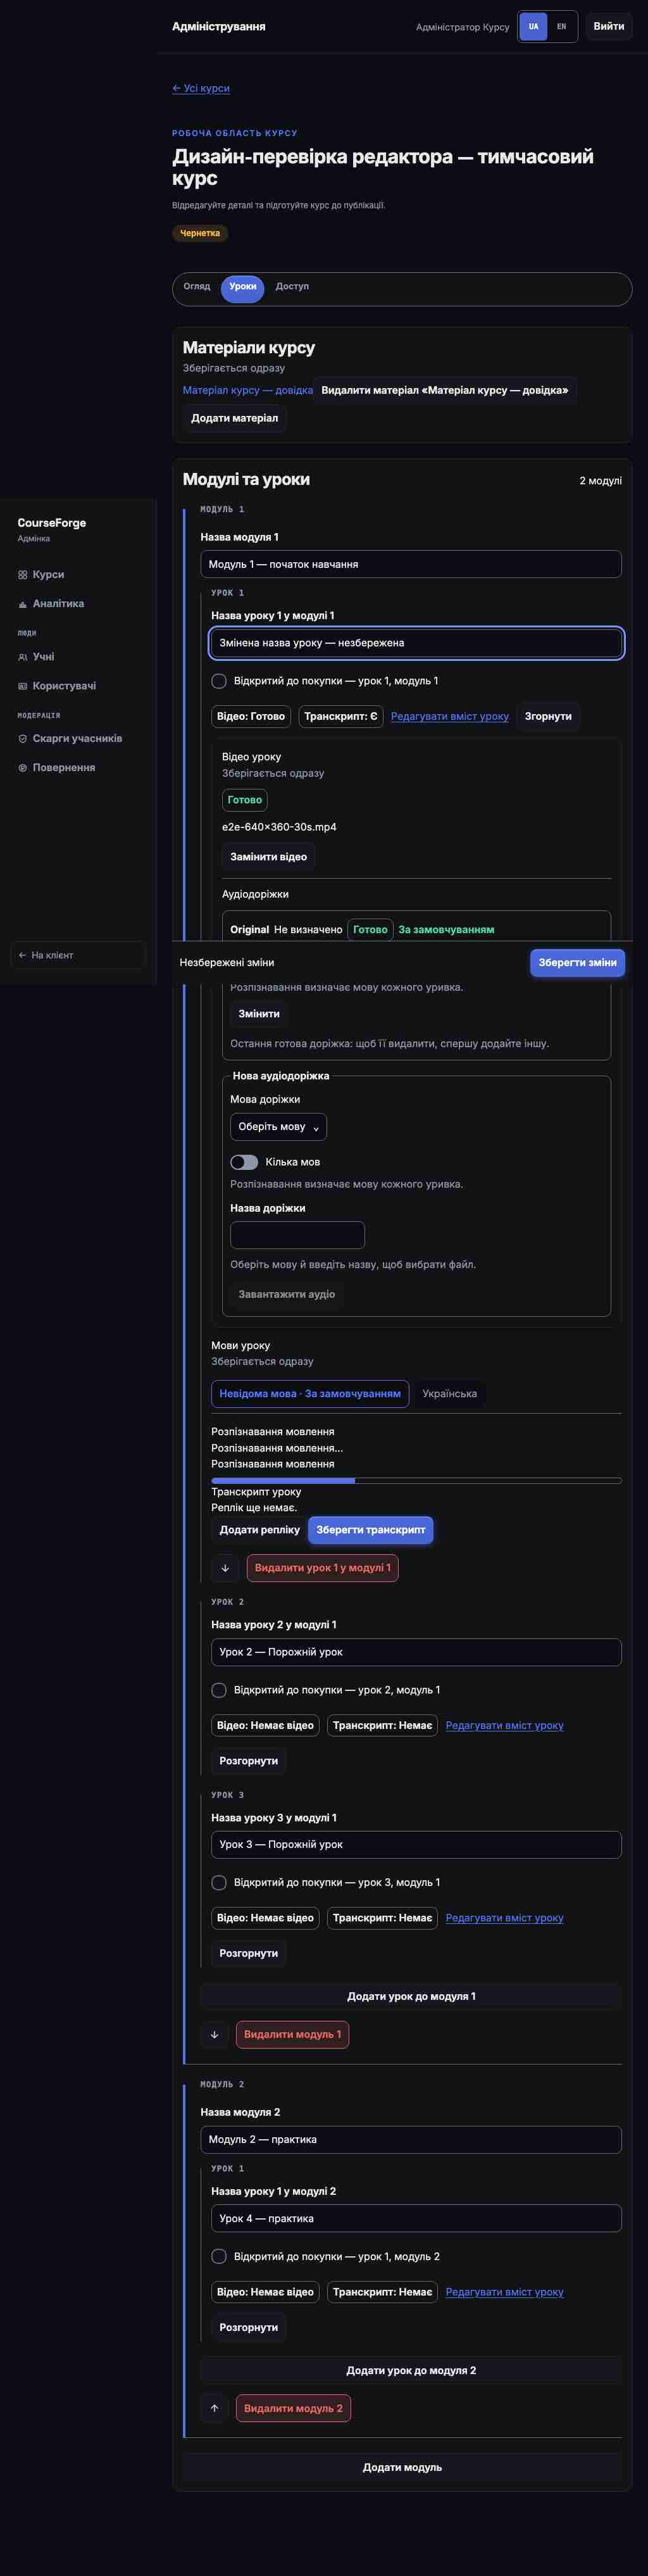 Адміністрування
Адміністратор Курсу
UA
EN
Вийти
← Усі курси
РОБОЧА ОБЛАСТЬ КУРСУ
Дизайн-перевірка редактора — тимчасовий
курс
Відредагуйте деталі та підготуйте курс до публікації.
Чернетка
Огляд
Уроки
Доступ
Матеріали курсу
Зберігається одразу
Матеріал курсу — довідка
Видалити матеріал «Матеріал курсу — довідка»
Додати матеріал
Модулі та уроки
2 модулі
МОДУЛЬ 1
Назва модуля 1
Модуль 1 — початок навчання
УРОК 1
Назва уроку 1 у модулі 1
Змінена назва уроку — незбережена
Відкритий до покупки — урок 1, модуль 1
Відео: Готово
Транскрипт: Є
Редагувати вміст уроку
Згорнути
Відео уроку
Зберігається одразу
Готово
e2e-640×360-30s.mp4
Замінити відео
Аудіодоріжки
Original Не визначено Готово За замовчуванням
CourseForge
Адмінка
Курси
Аналітика
ЛЮДИ
Учні
Користувачі
МОДЕРАЦІЯ
Скарги учасників
Повернення
← На клієнт
Незбережені зміни
Зберегти зміни
Розпізнавання визначає мову кожного уривка.
Змінити
Остання готова доріжка: щоб її видалити, спершу додайте іншу.
Нова аудіодоріжка
Мова доріжки
Оберіть мову
Кілька мов
Розпізнавання визначає мову кожного уривка.
Назва доріжки
Оберіть мову й введіть назву, щоб вибрати файл.
Завантажити аудіо
Мови уроку
Зберігається одразу
Невідома мова · За замовчуванням
Українська
Розпізнавання мовлення
Розпізнавання мовлення…
Розпізнавання мовлення
Транскрипт уроку
Реплік ще немає.
Додати репліку
Зберегти транскрипт
↓
Видалити урок 1 у модулі 1
УРОК 2
Назва уроку 2 у модулі 1
Урок 2 — Порожній урок
Відкритий до покупки — урок 2, модуль 1
Відео: Немає відео
Транскрипт: Немає
Редагувати вміст уроку
Розгорнути
УРОК 3
Назва уроку 3 у модулі 1
Урок 3 — Порожній урок
Відкритий до покупки — урок 3, модуль 1
Відео: Немає відео
Транскрипт: Немає
Редагувати вміст уроку
Розгорнути
Додати урок до модуля 1
↓
Видалити модуль 1
МОДУЛЬ 2
Назва модуля 2
Модуль 2 — практика
УРОК 1
Назва уроку 1 у модулі 2
Урок 4 — практика
Відкритий до покупки — урок 1, модуль 2
Відео: Немає відео
Транскрипт: Немає
Редагувати вміст уроку
Розгорнути
Додати урок до модуля 2
↑
Видалити модуль 2
Додати модуль